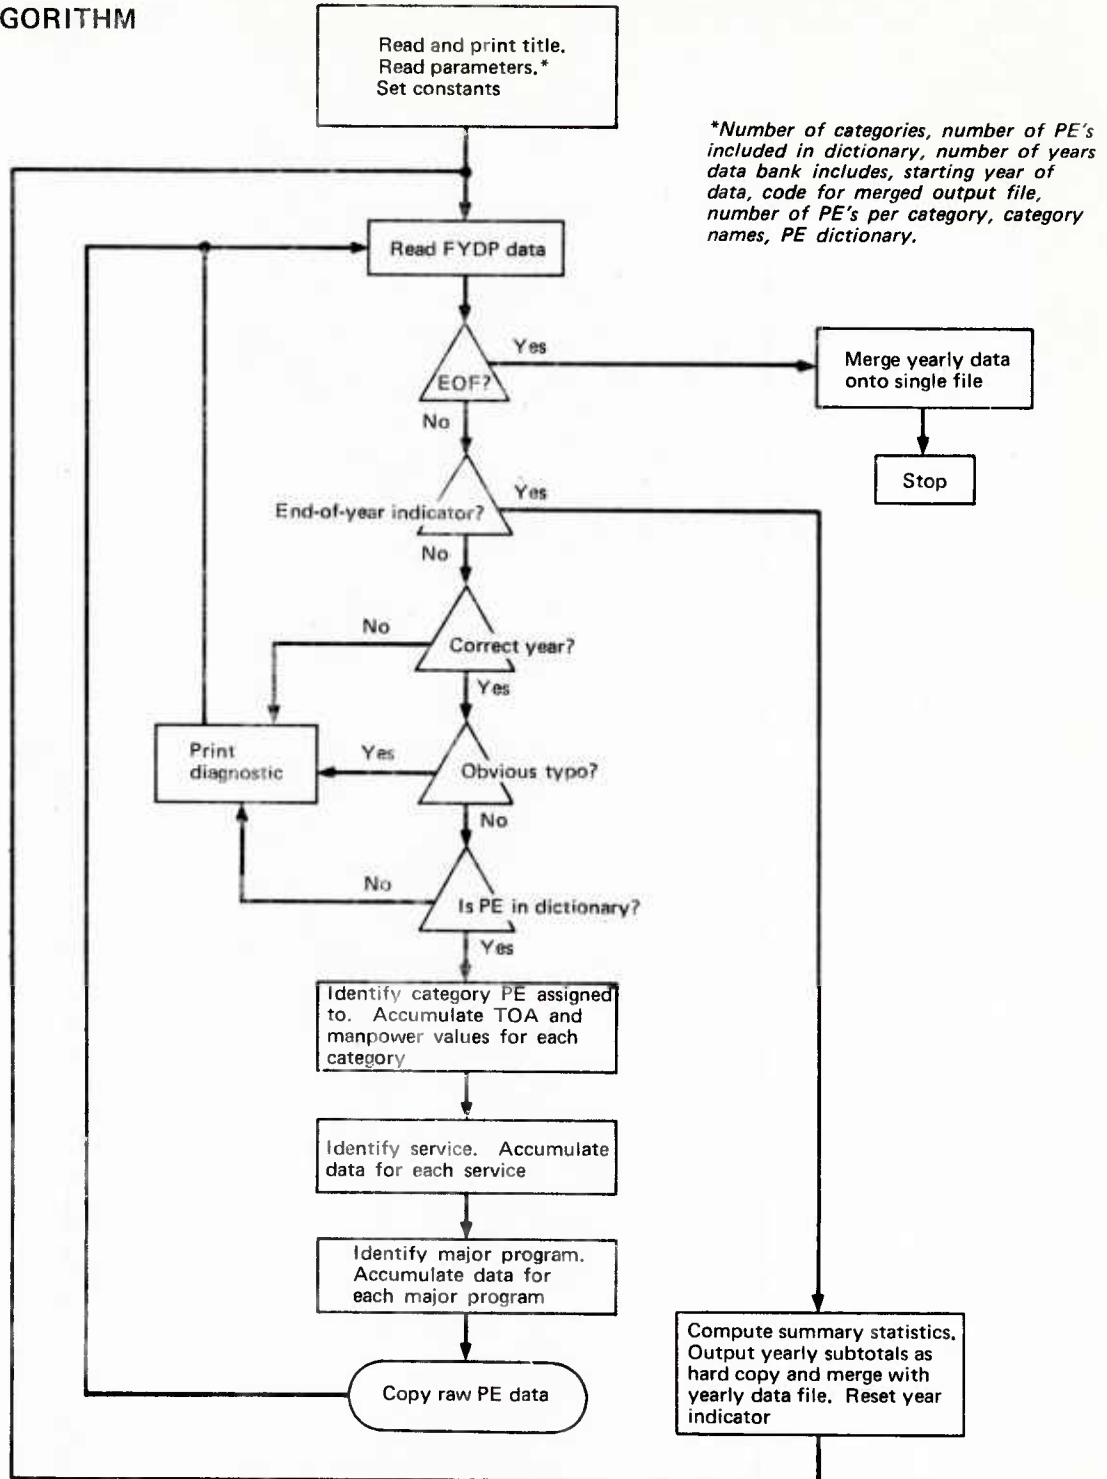 GORITHM
Read and print title.
Read parameters.*
Set constants
*Number of categories, number of PE's
included in dictionary, number of years
data bank includes, starting year of
data, code for merged output file,
number of PE's per category, category
names, PE dictionary.
Read FYDP data
Yes
EOF?
Merge yearly data
onto single file
No
Stop
Yes
End-of-year indicator?
No
No
Correct year?
Yes
Print
diagnostic
Yes
Obvious typo?
No
No
Is PE in dictionary?
Yes
Identify category PE assigned
to. Accumulate TOA and
manpower values for each
category
Identify service. Accumulate
data for each service
Identify major program.
Accumulate data for
each major program
Copy raw PE data
Compute summary statistics.
Output yearly subtotals as
hard copy and merge with
yearly data file. Reset year
indicator